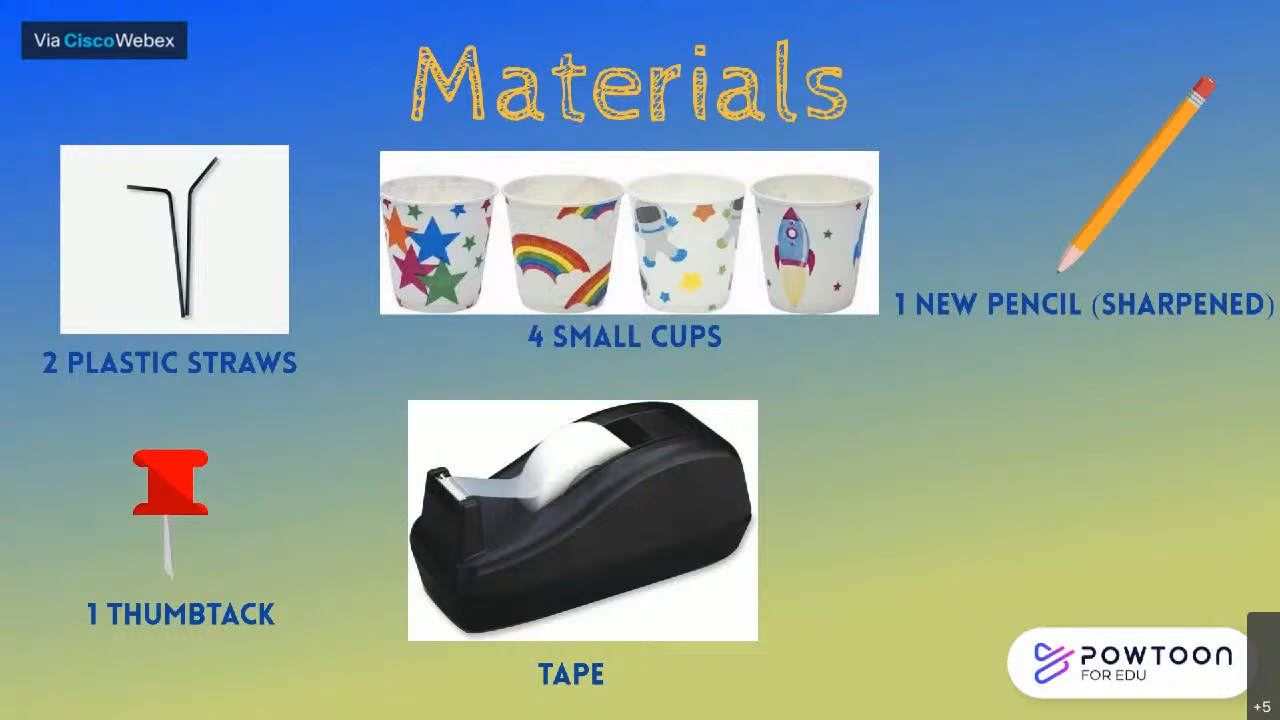 Via CiscoWebex
Materials
2 PLASTIC STRAWS
4 SMALL CUPS
1 NEW PENCIL (SHARPENED)
1 THUMBTACK
TAPE
POWTOON
FOR EDU
+5